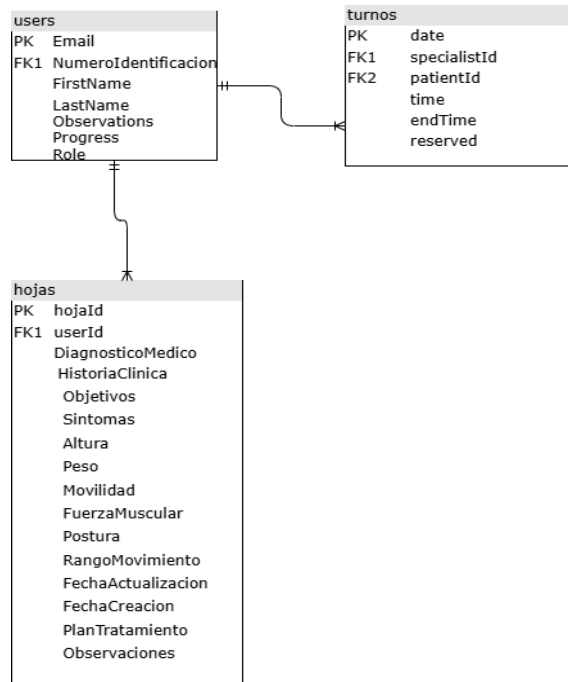 users
PK Email
FK1 NumeroIdentificacion
FirstName
LastName
Observations
Progress
Role
turnos
PK date
FK1 specialistId
FK2 patientId
time
endTime
reserved
hojas
PK hojaId
FK1 userId
DiagnosticoMedico
HistoriaClinica
Objetivos
Sintomas
Altura
Peso
Movilidad
FuerzaMuscular
Postura
RangoMovimiento
FechaActualizacion
FechaCreacion
PlanTratamiento
Observaciones